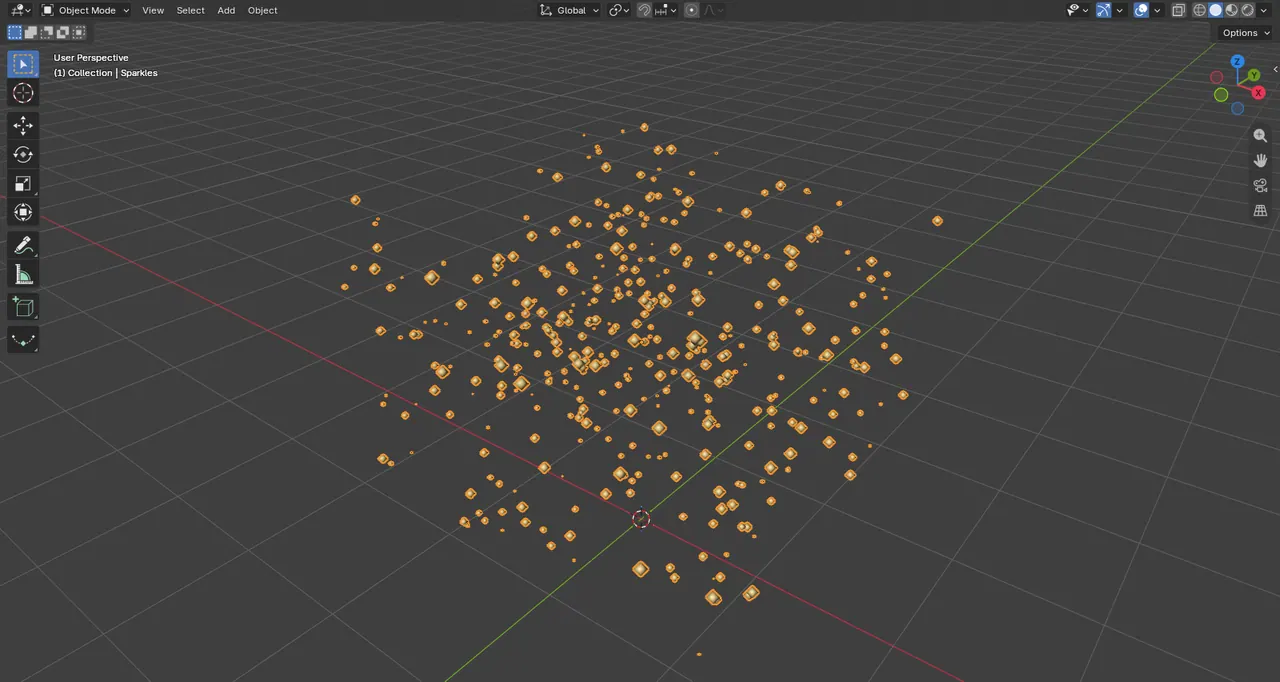 Object Mode View Select Add Object Global
Options
User Perspective
(1) Collection | Sparkles
Z
Y
X